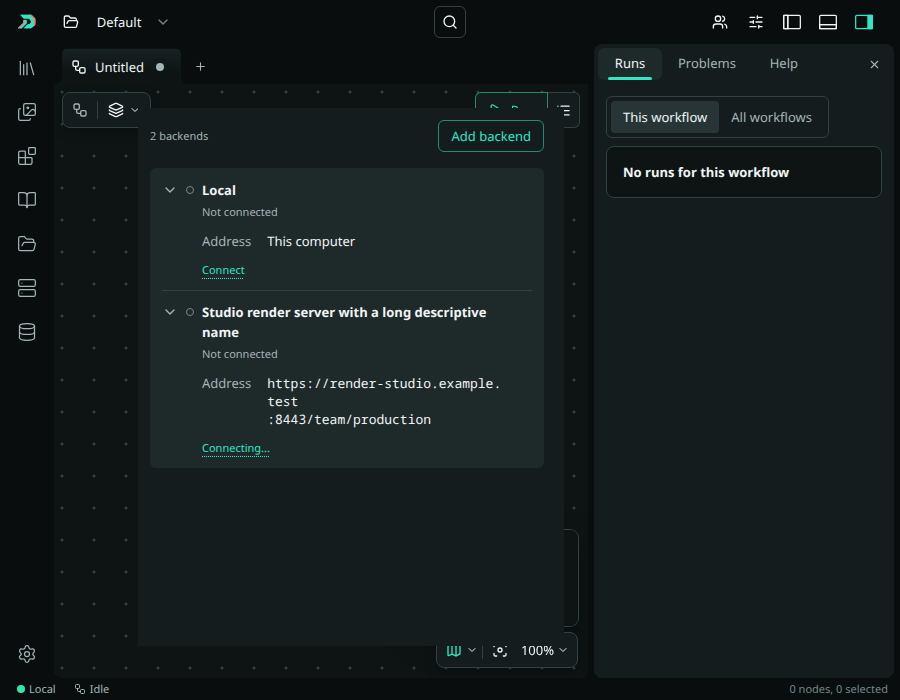 Default
Untitled
Runs
Problems
Help
This workflow
All workflows
No runs for this workflow
2 backends
Add backend
Local
Not connected
Address This computer
Connect
Studio render server with a long descriptive
name
Not connected
Address https://render-studio.example.
test
:8443/team/production
Connecting…
100%
Local
Idle
0 nodes, 0 selected